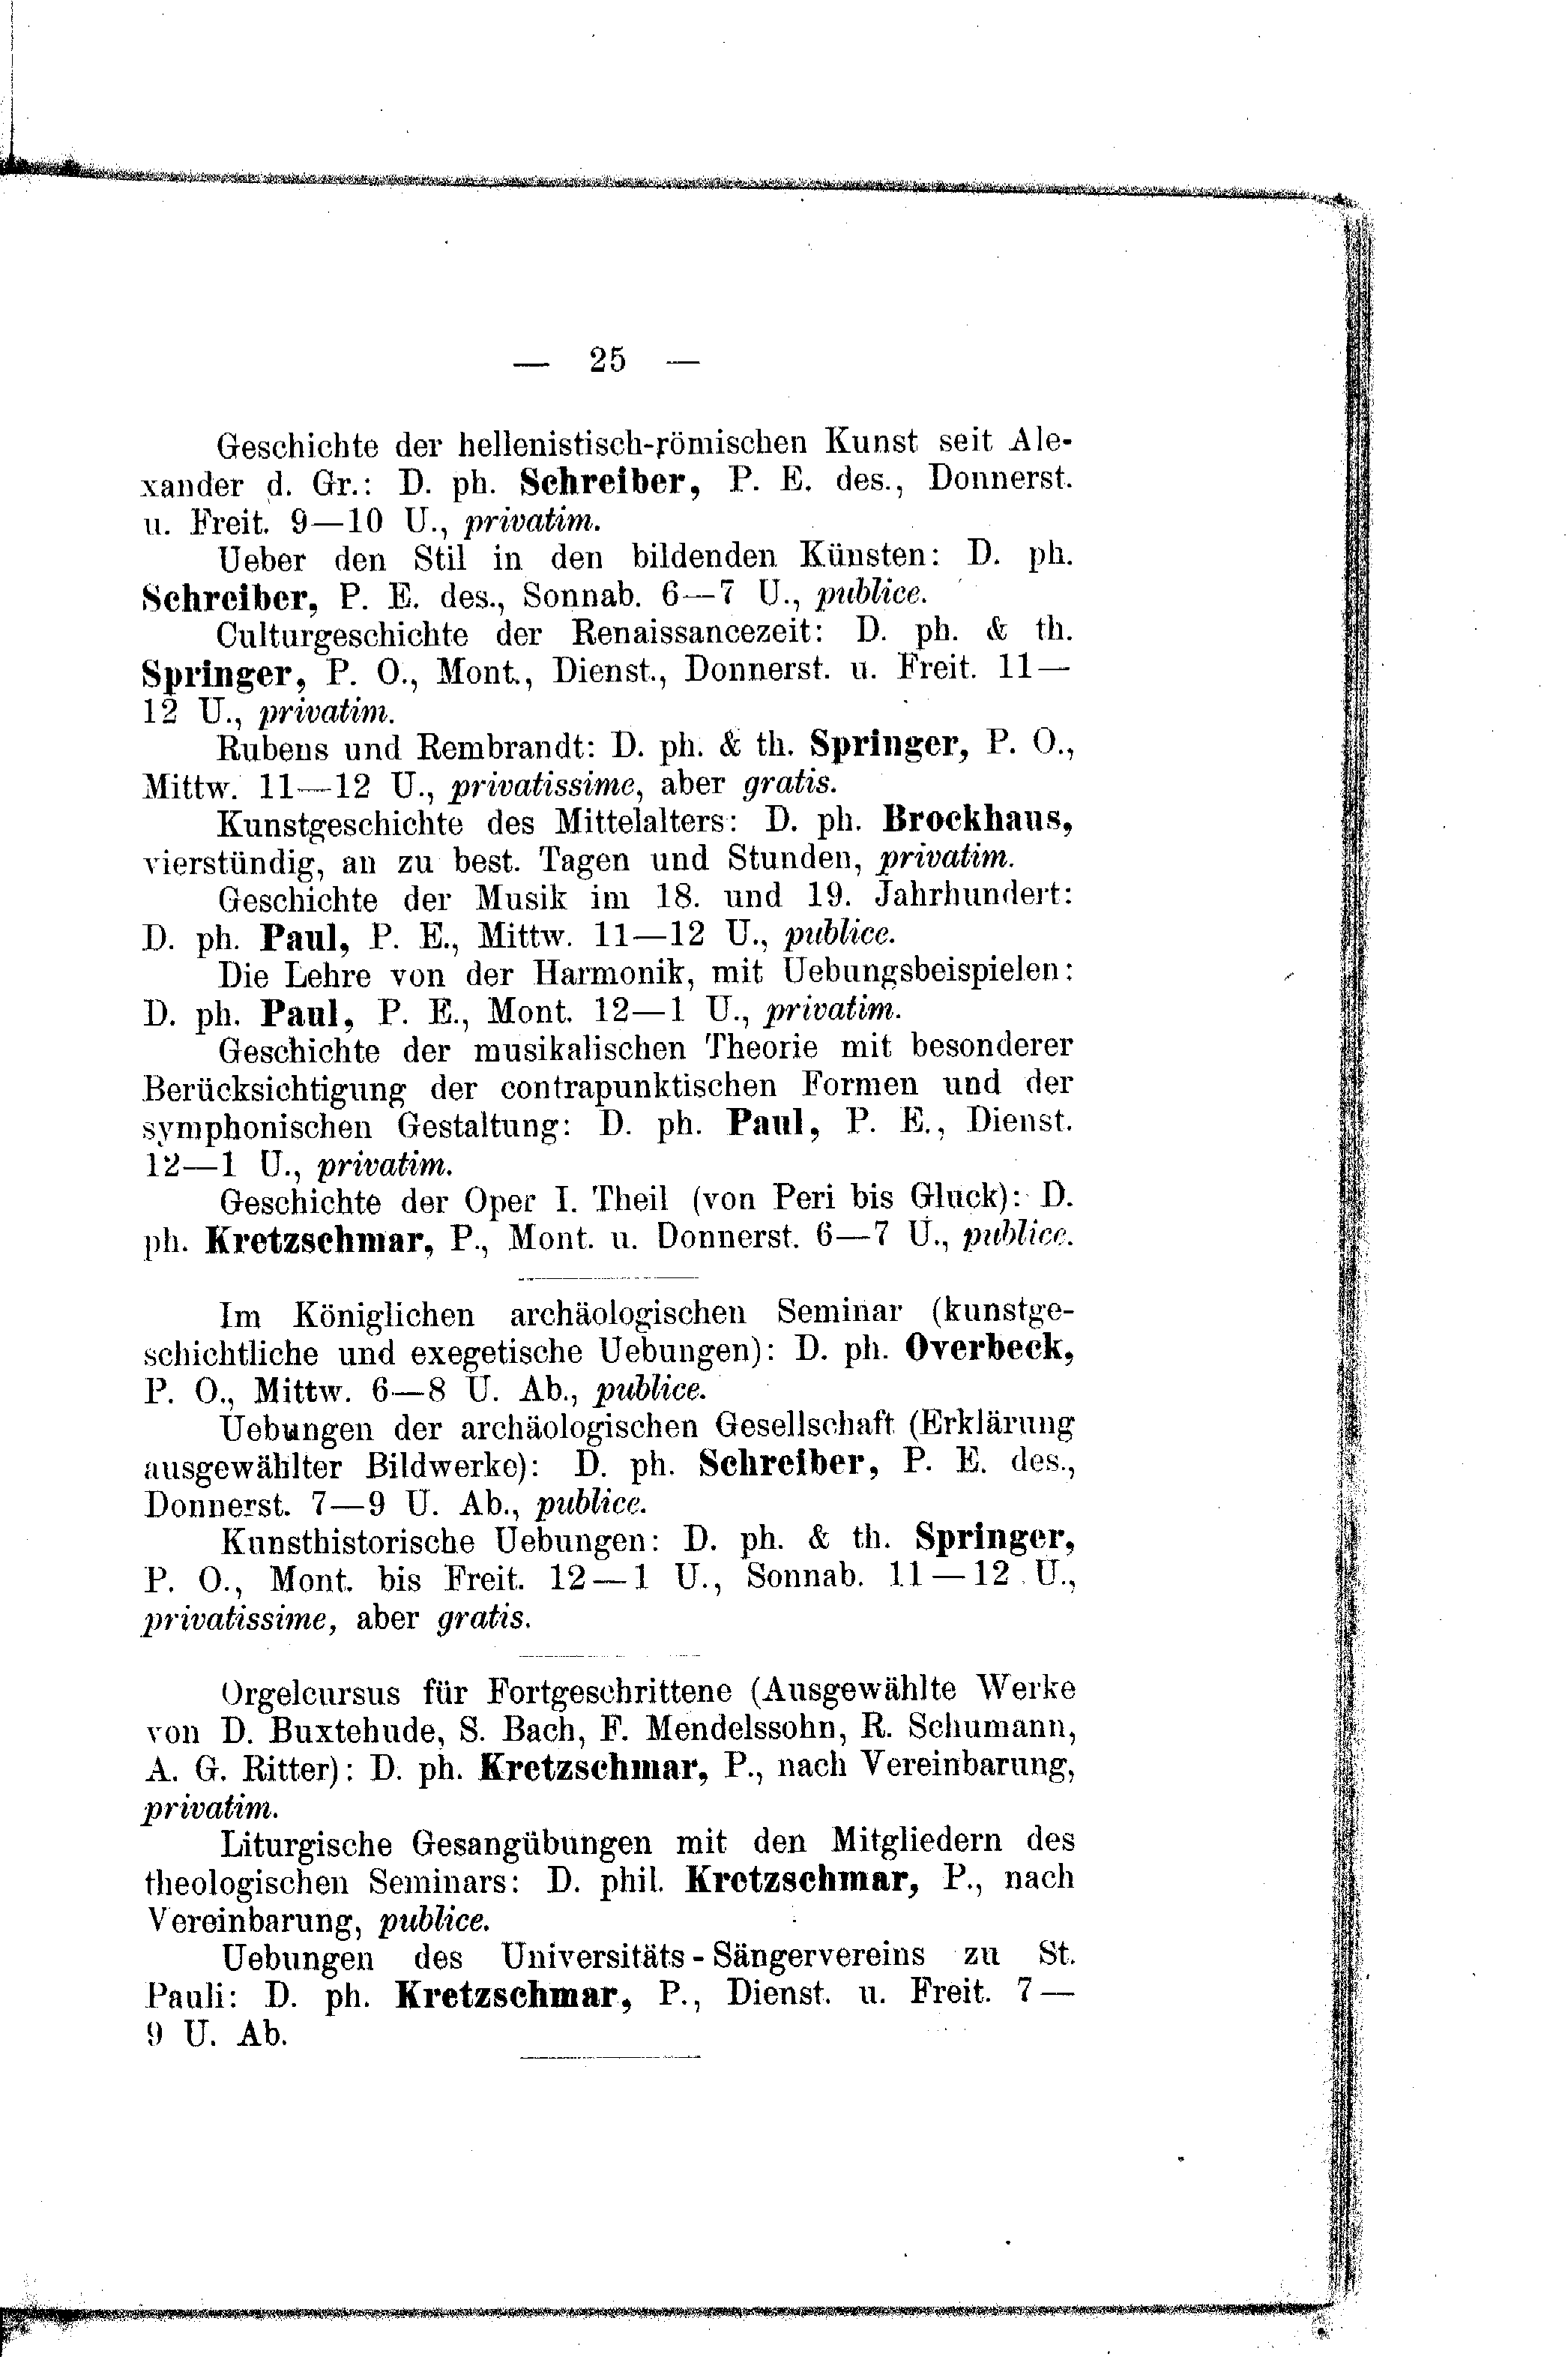 — 25 —
Geschichte der hellenistisch-römischen Kunst seit Ale-
xander d. Gr.: D. ph. Schreiber, P. E. des., Donnerst.
u. Freit. 9—10 U., privatim.
Ueber den Stil in den bildenden Künsten: D. ph.
Schreiber, P. E. des., Sonnab. 6—7 U., publice.
Culturgeschichte der Renaissancezeit: D. ph. & th.
Springer, P. O., Mont., Dienst., Donnerst. u. Freit. 11—
12 U., privatim.
Rubens und Rembrandt: D. ph. & th. Springer, P. O.,
Mittw. 11—12 U., privatissime, aber gratis.
Kunstgeschichte des Mittelalters: D. ph. Brockhaus,
vierstündig, an zu best. Tagen und Stunden, privatim.
Geschichte der Musik im 18. und 19. Jahrhundert:
D. ph. Paul, P. E., Mittw. 11—12 U., publice.
Die Lehre von der Harmonik, mit Uebungsbeispielen:
D. ph. Paul, P. E., Mont. 12—1 U., privatim.
Geschichte der musikalischen Theorie mit besonderer
Berücksichtigung der contrapunktischen Formen und der
symphonischen Gestaltung: D. ph. Paul, P. E., Dienst.
12—1 U., privatim.
Geschichte der Oper I. Theil (von Peri bis Gluck): D.
ph. Kretzschmar, P., Mont. u. Donnerst. 6—7 U., publice.
Im Königlichen archäologischen Seminar (kunstge-
schichtliche und exegetische Uebungen): D. ph. Overbeck,
P. O., Mittw. 6—8 U. Ab., publice.
Uebungen der archäologischen Gesellschaft (Erklärung
ausgewählter Bildwerke): D. ph. Schreiber, P. E. des.,
Donnerst. 7—9 U. Ab., publice.
Kunsthistorische Uebungen: D. ph. & th. Springer,
P. O., Mont. bis Freit. 12—1 U., Sonnab. 11—12 U.,
privatissime, aber gratis.
Orgelcursus für Fortgeschrittene (Ausgewählte Werke
von D. Buxtehude, S. Bach, F. Mendelssohn, R. Schumann,
A. G. Ritter): D. ph. Kretzschmar, P., nach Vereinbarung,
privatim.
Liturgische Gesangübungen mit den Mitgliedern des
theologischen Seminars: D. phil. Kretzschmar, P., nach
Vereinbarung, publice.
Uebungen des Universitäts-Sängervereins zu St.
Pauli: D. ph. Kretzschmar, P., Dienst. u. Freit. 7—
9 U. Ab.